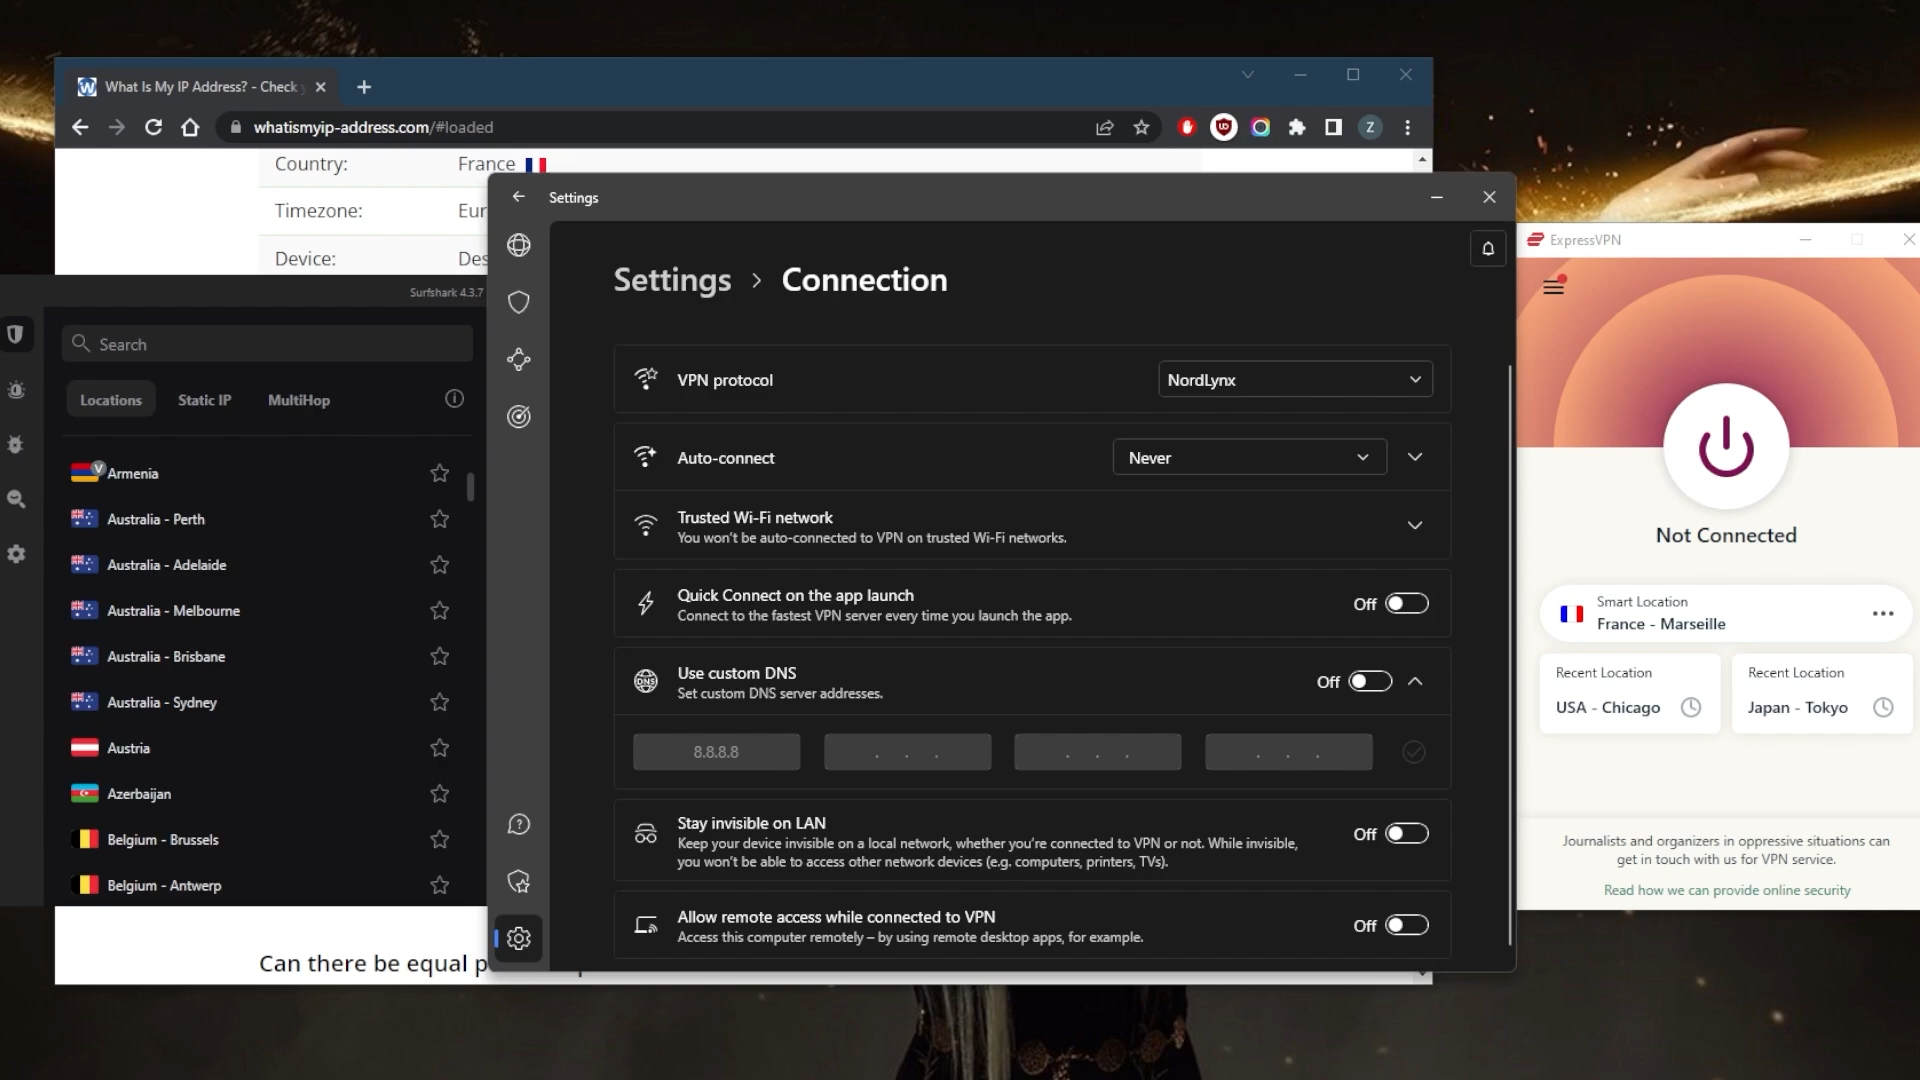 What Is My IP Address? - Check
whatismyip-address.com/#loaded
Z
Country: France
Timezone: Eur
Device: Des
Surfshark 4.3.7
Search
Locations Static IP MultiHop
V Armenia
Australia - Perth
Australia - Adelaide
Australia - Melbourne
Australia - Brisbane
Australia - Sydney
Austria
Azerbaijan
Belgium - Brussels
Belgium - Antwerp
Can there be equal p
Settings
Settings > Connection
VPN protocol NordLynx
Auto-connect Never
Trusted Wi-Fi network
You won't be auto-connected to VPN on trusted Wi-Fi networks.
Quick Connect on the app launch
Connect to the fastest VPN server every time you launch the app.
Off
Use custom DNS
Set custom DNS server addresses.
Off
DNS
8.8.8.8 . . . . . . . . .
Stay invisible on LAN
Keep your device invisible on a local network, whether you're connected to VPN or not. While invisible,
you won't be able to access other network devices (e.g. computers, printers, TVs).
Off
Allow remote access while connected to VPN
Access this computer remotely – by using remote desktop apps, for example.
Off
ExpressVPN
Not Connected
Smart Location
France - Marseille
Recent Location
USA - Chicago
Recent Location
Japan - Tokyo
Journalists and organizers in oppressive situations can
get in touch with us for VPN service.
Read how we can provide online security